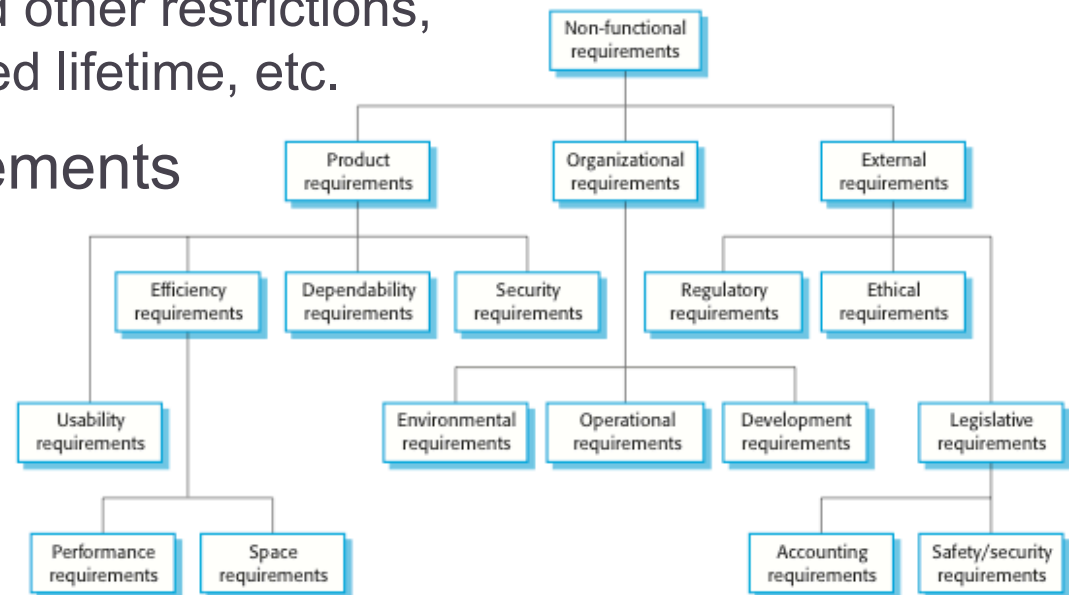 d other restrictions,
ed lifetime, etc.
ements
Non-functional
requirements
Product
requirements
Organizational
requirements
External
requirements
Efficiency
requirements
Dependability
requirements
Security
requirements
Regulatory
requirements
Ethical
requirements
Usability
requirements
Environmental
requirements
Operational
requirements
Development
requirements
Legislative
requirements
Performance
requirements
Space
requirements
Accounting
requirements
Safety/security
requirements